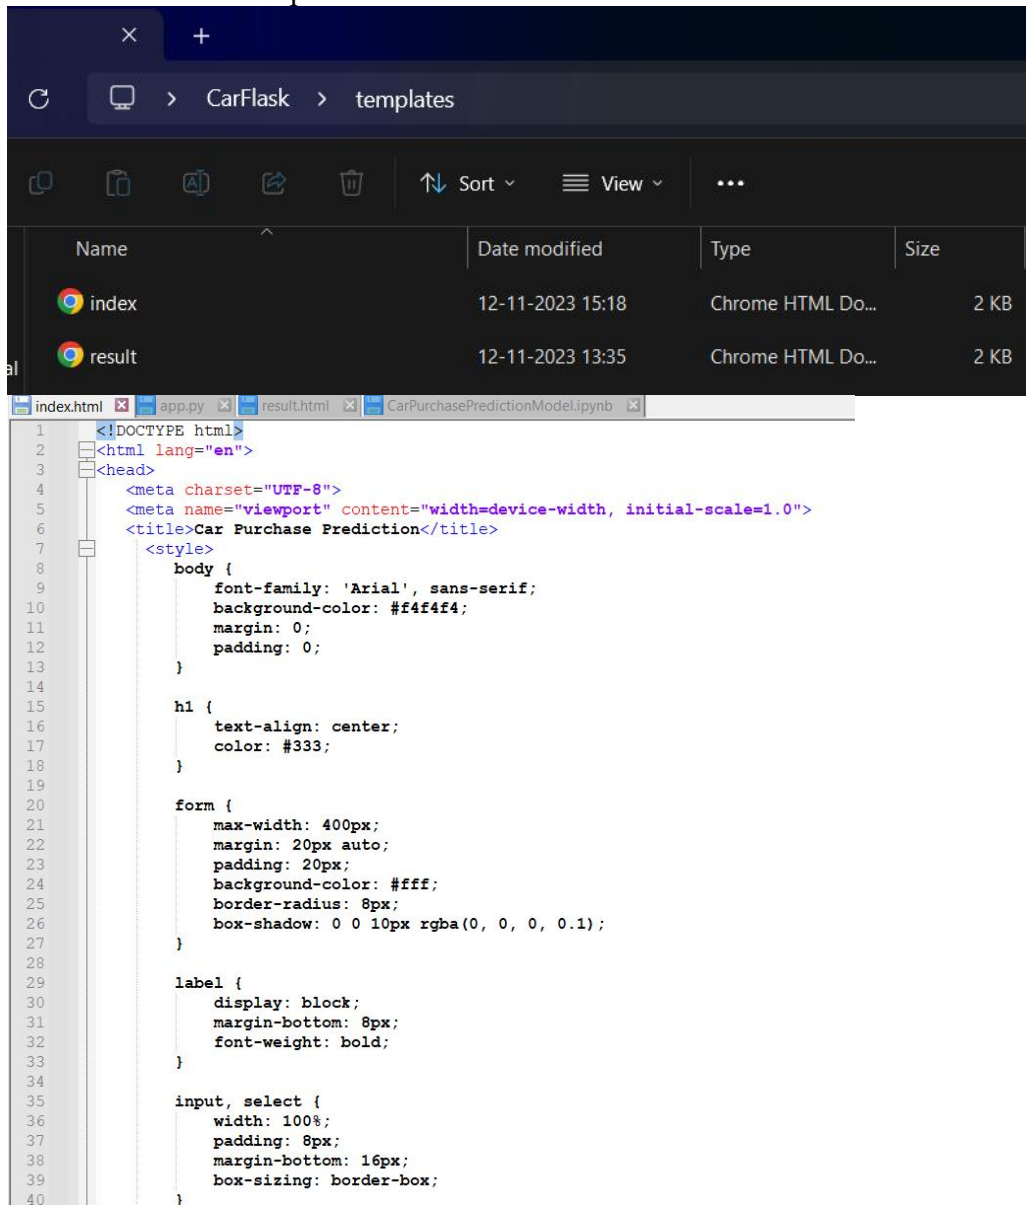 CarFlask > templates
Sort View ...
Name Date modified Type Size
index 12-11-2023 15:18 Chrome HTML Do... 2 KB
result 12-11-2023 13:35 Chrome HTML Do... 2 KB
al
index.html app.py result.html CarPurchasePredictionModel.ipynb
1 <!DOCTYPE html>
2 <html lang="en">
3 <head>
4 <meta charset="UTF-8">
5 <meta name="viewport" content="width=device-width, initial-scale=1.0">
6 <title>Car Purchase Prediction</title>
7 <style>
8 body {
9 font-family: 'Arial', sans-serif;
10 background-color: #f4f4f4;
11 margin: 0;
12 padding: 0;
13 }
14
15 h1 {
16 text-align: center;
17 color: #333;
18 }
19
20 form {
21 max-width: 400px;
22 margin: 20px auto;
23 padding: 20px;
24 background-color: #fff;
25 border-radius: 8px;
26 box-shadow: 0 0 10px rgba(0, 0, 0, 0.1);
27 }
28
29 label {
30 display: block;
31 margin-bottom: 8px;
32 font-weight: bold;
33 }
34
35 input, select {
36 width: 100%;
37 padding: 8px;
38 margin-bottom: 16px;
39 box-sizing: border-box;
40 }